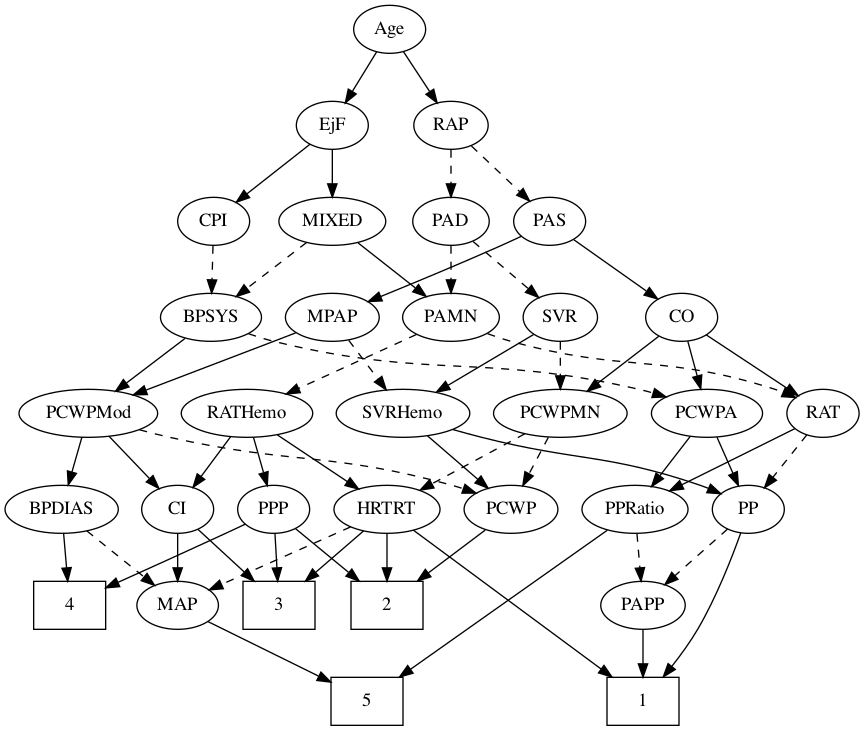 Age
EjF
RAP
CPI
MIXED
PAD
PAS
BPSYS
MPAP
PAMN
SVR
CO
PCWPMod
RATHemo
SVRHemo
PCWPMN
PCWPA
RAT
BPDIAS
CI
PPP
HRTRT
PCWP
PPRatio
PP
4
MAP
3
2
PAPP
5
1